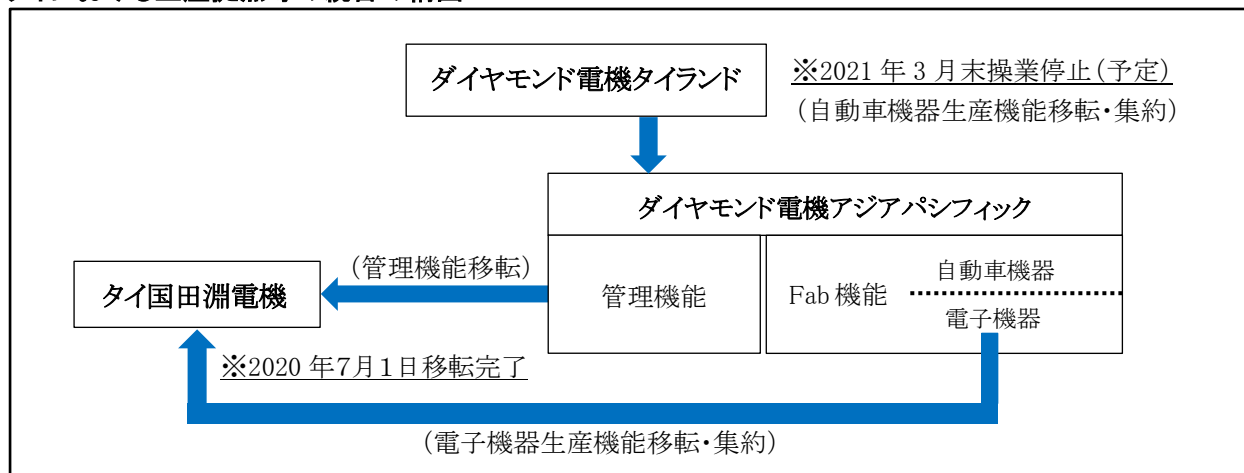 ダイヤモンド電機タイランド
※2021年3月末操業停止(予定)
(自動車機器生産機能移転・集約)
ダイヤモンド電機アジアパシフィック
(管理機能移転)
タイ国田淵電機
管理機能
Fab機能
自動車機器
電子機器
※2020年7月1日移転完了
(電子機器生産機能移転・集約)